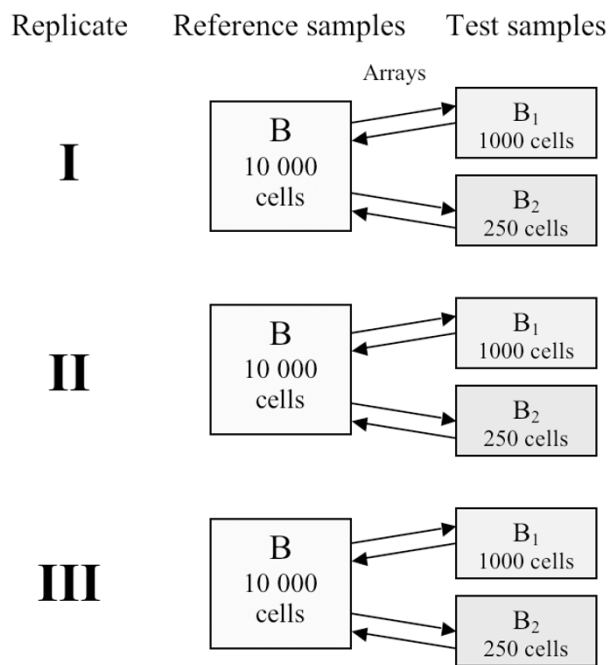 Replicate Reference samples Test samples
Arrays
I
B
10 000
cells
B₁
1000 cells
B₂
250 cells
II
B
10 000
cells
B₁
1000 cells
B₂
250 cells
III
B
10 000
cells
B₁
1000 cells
B₂
250 cells